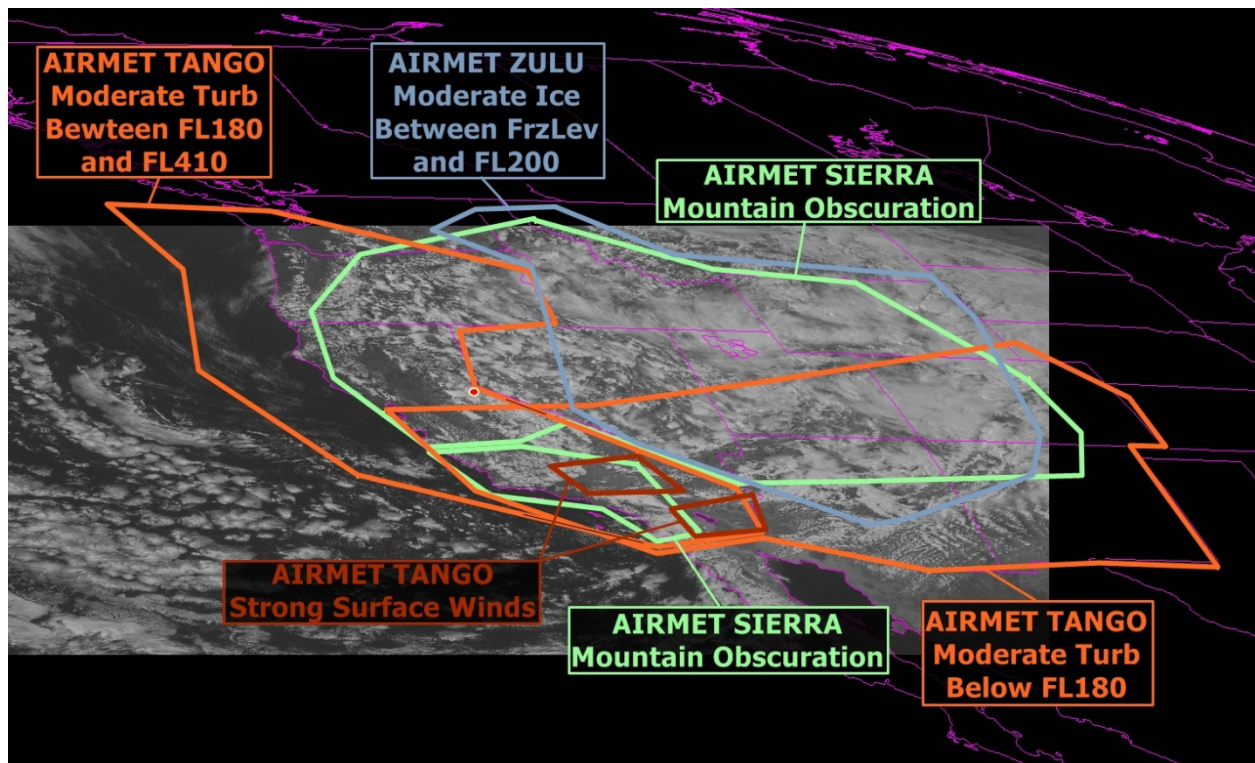 AIRMET TANGO
Moderate Turb
Bewteen FL180
and FL410
AIRMET ZULU
Moderate Ice
Between FrzLev
and FL200
AIRMET SIERRA
Mountain Obscuration
AIRMET TANGO
Strong Surface Winds
AIRMET SIERRA
Mountain Obscuration
AIRMET TANGO
Moderate Turb
Below FL180